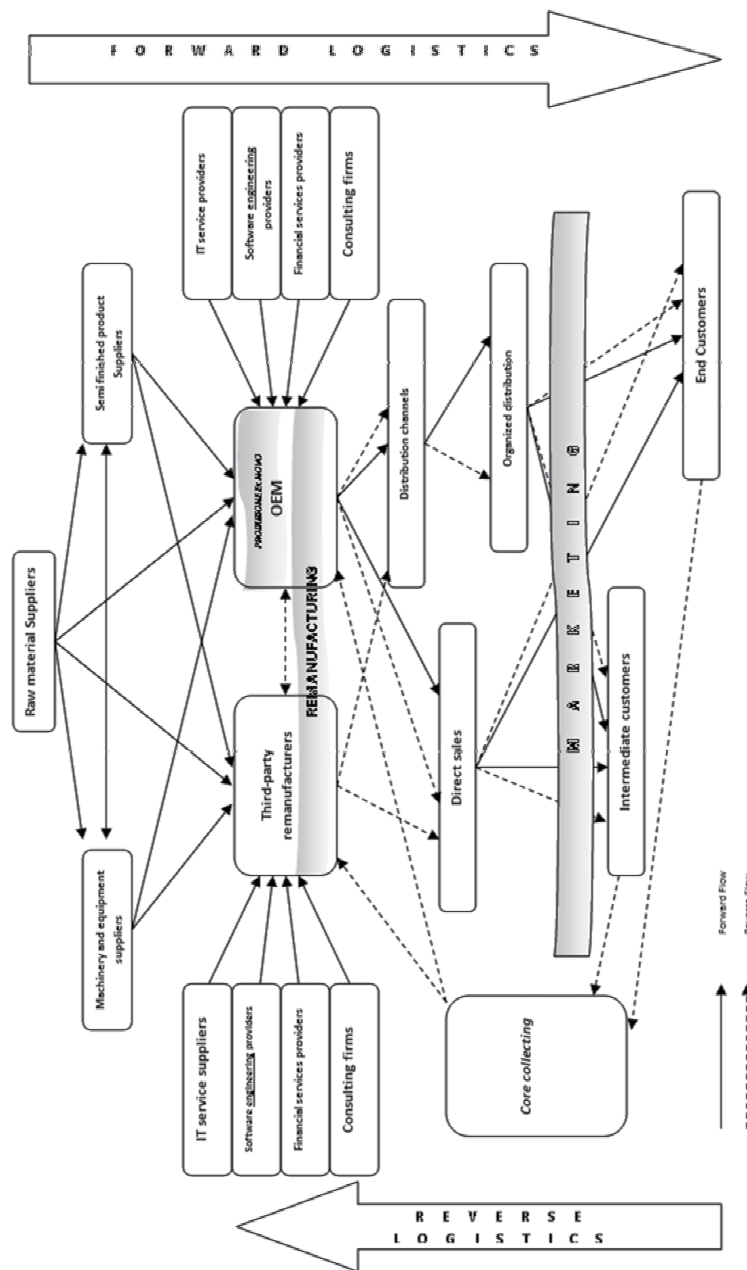 FORWARD LOGISTICS
Raw material Suppliers
Machinery and equipment
suppliers
Semi finished product
Suppliers
IT service suppliers
Software engineering providers
Financial services providers
Consulting firms
Third-party
remanufacturers
REMANUFACTURING
OEM
IT service providers
Software engineering
providers
Financial services providers
Consulting firms
Distribution channels
Direct sales
Organized distribution
Core collecting
MARKETING
Intermediate customers
End Customers
Forward Flow
REVERSE
LOGISTICS